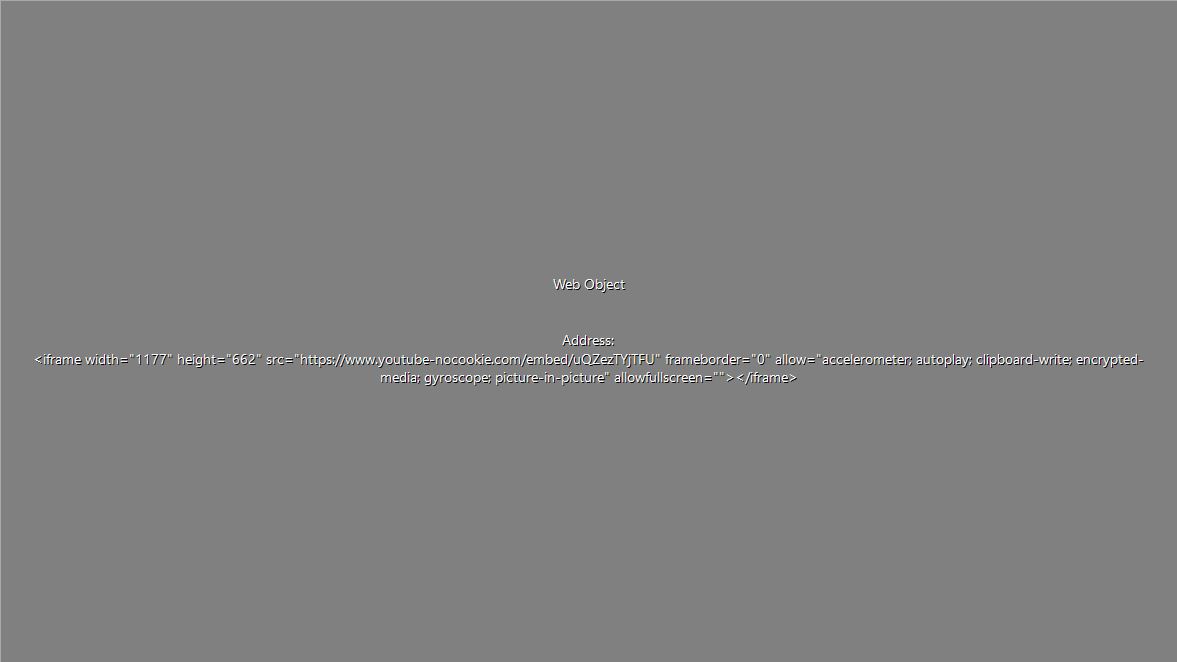 Web Object
Address:
<iframe width="1177" height="662" src="https://www.youtube-nocookie.com/embed/uQZezTYjTFU" frameborder="0" allow="accelerometer; autoplay; clipboard-write; encrypted-
media; gyroscope; picture-in-picture" allowfullscreen=""></iframe>